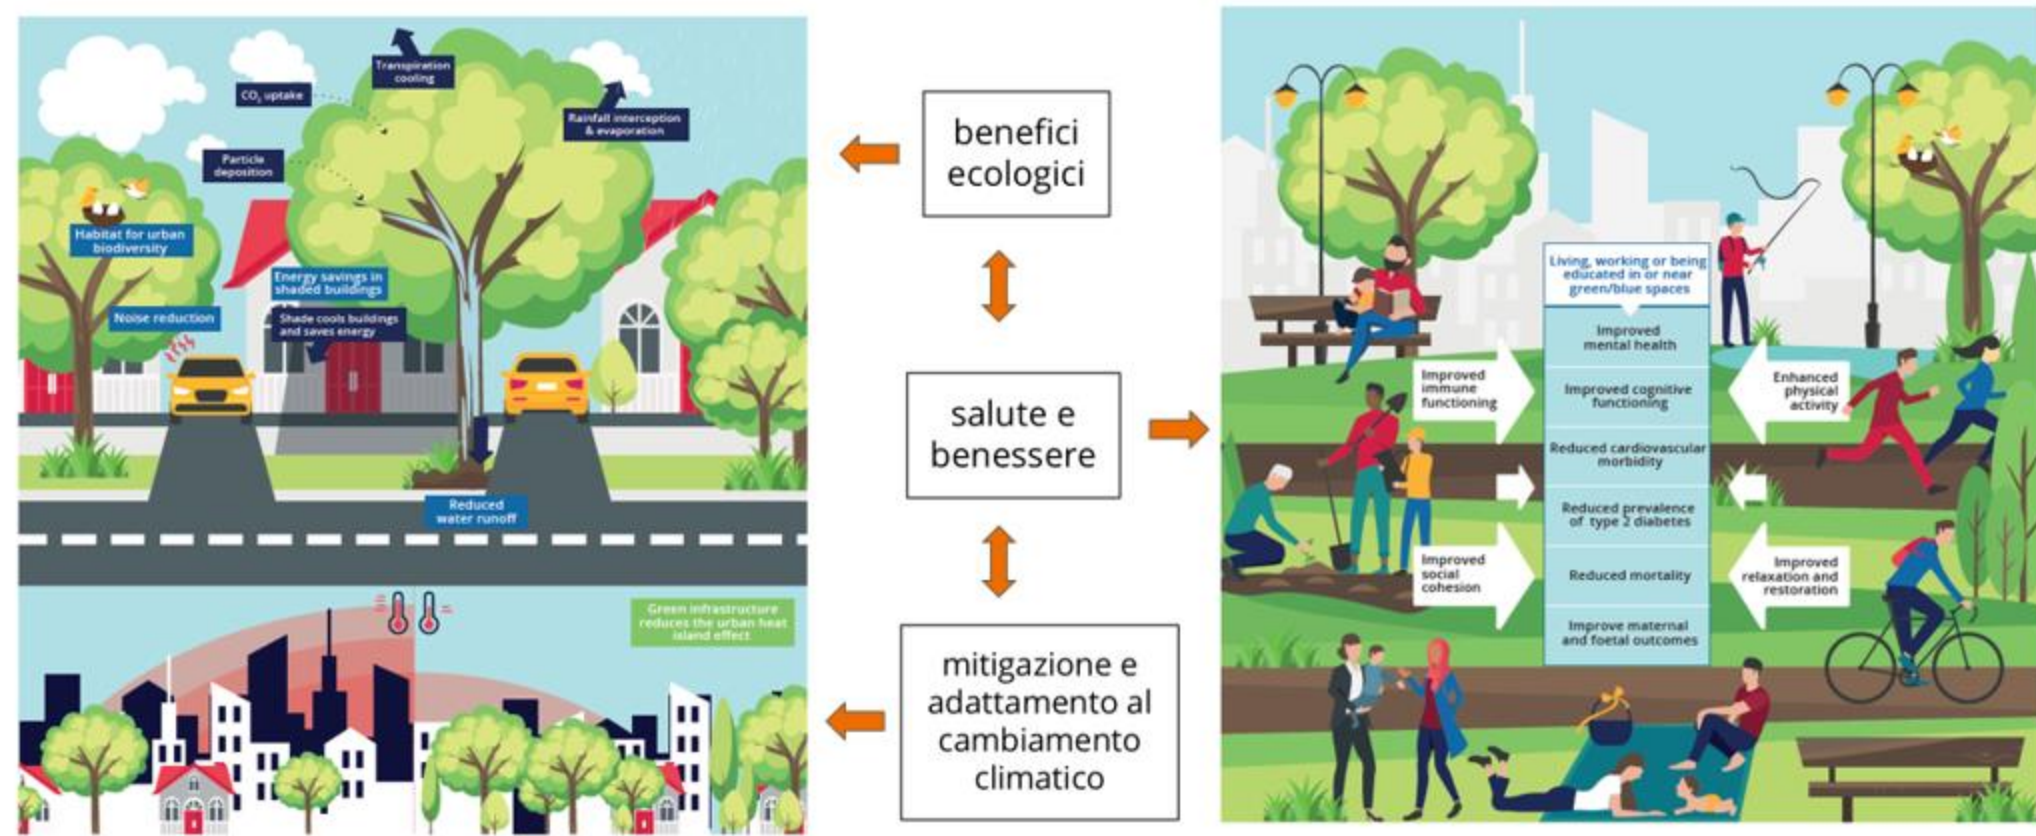 Transpiration
cooling
CO₂ uptake
Rainfall interception
& evaporation
Particle
deposition
Habitat for urban
biodiversity
Energy savings in
shaded buildings
Noise reduction
Shade cools buildings
and saves energy
Reduced
water runoff
Green infrastructure
reduces the urban heat
island effect
benefici
ecologici
salute e
benessere
mitigazione e
adattamento al
cambiamento
climatico
Living, working or being
educated in or near
green/blue spaces
Improved
mental health
Improved cognitive
functioning
Reduced cardiovascular
morbidity
Reduced prevalence
of type 2 diabetes
Reduced mortality
Improve maternal
and foetal outcomes
Improved
immune
functioning
Improved
social
cohesion
Enhanced
physical
activity
Improved
relaxation and
restoration